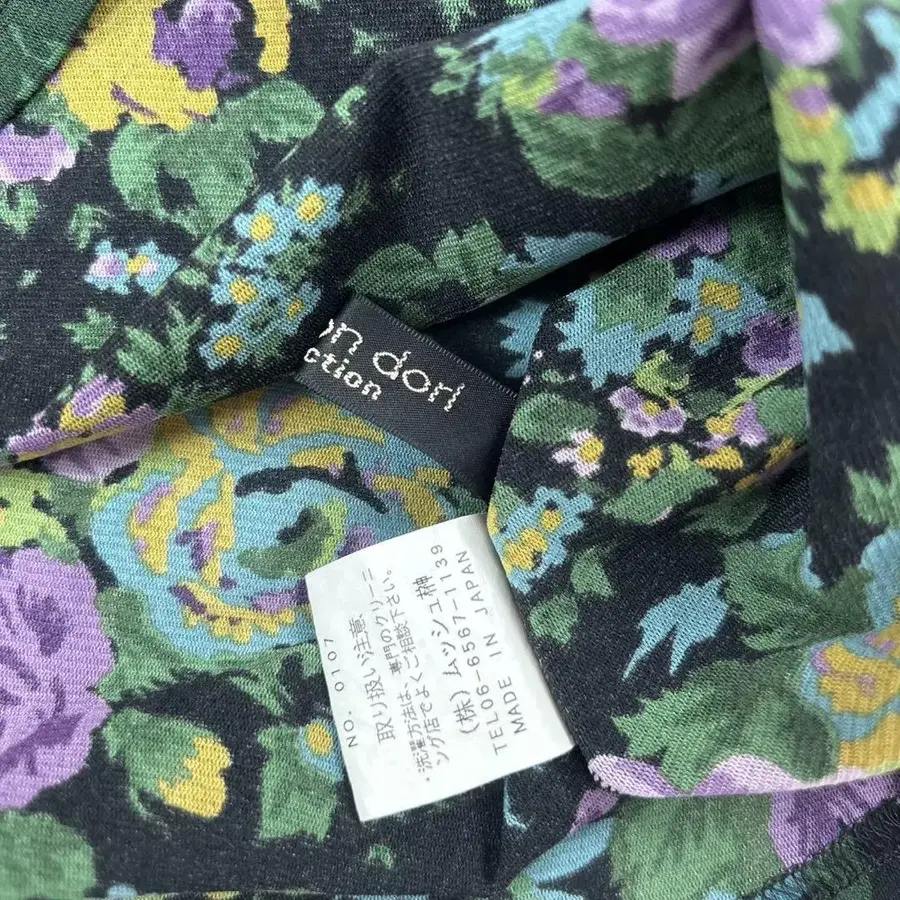 on dori
ction
NO. 0107
取り扱い注意.
・洗濯方法は、専門のクリーニ
ング店でよくご相談下さい。
(株)ムッシュ榊
TEL06-6567-1139
MADE IN JAPAN